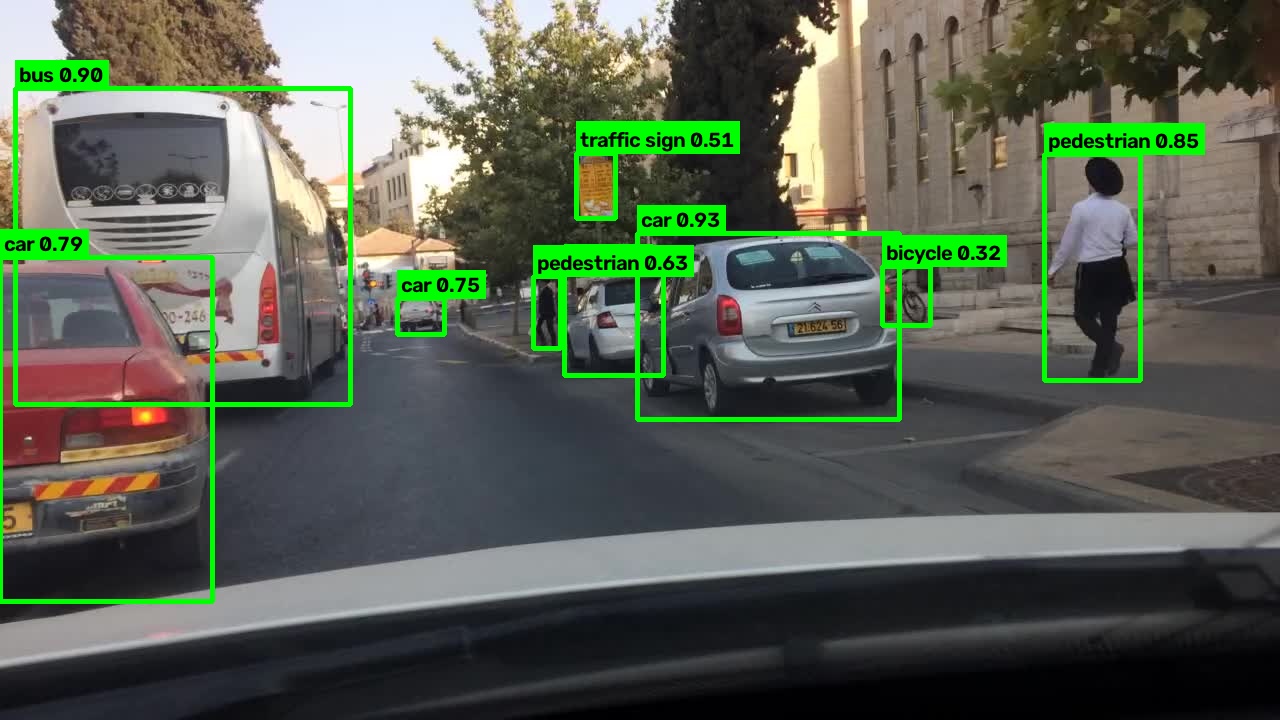 bus 0.90
traffic sign 0.51
pedestrian 0.85
car 0.93
car 0.79
pedestrian 0.63
bicycle 0.32
car 0.75
00-246
21·624·56
5